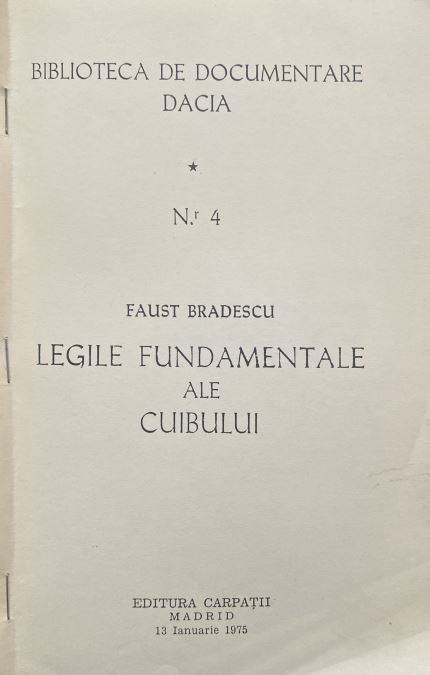 BIBLIOTECA DE DOCUMENTARE
DACIA
★
N.r 4
FAUST BRADESCU
LEGILE FUNDAMENTALE
ALE
CUIBULUI
EDITURA CARPAȚII
MADRID
13 Ianuarie 1975